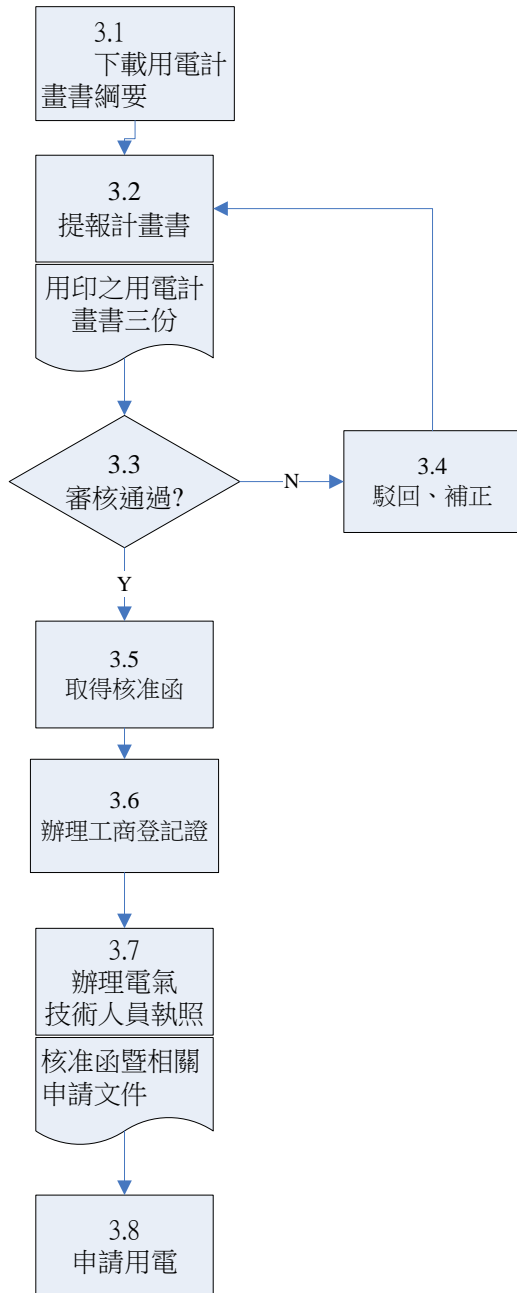 3.1
下載用電計
畫書綱要
3.2
提報計畫書
用印之用電計
畫書三份
3.3
審核通過?
N
3.4
駁回、補正
Y
3.5
取得核准函
3.6
辦理工商登記證
3.7
辦理電氣
技術人員執照
核准函暨相關
申請文件
3.8
申請用電